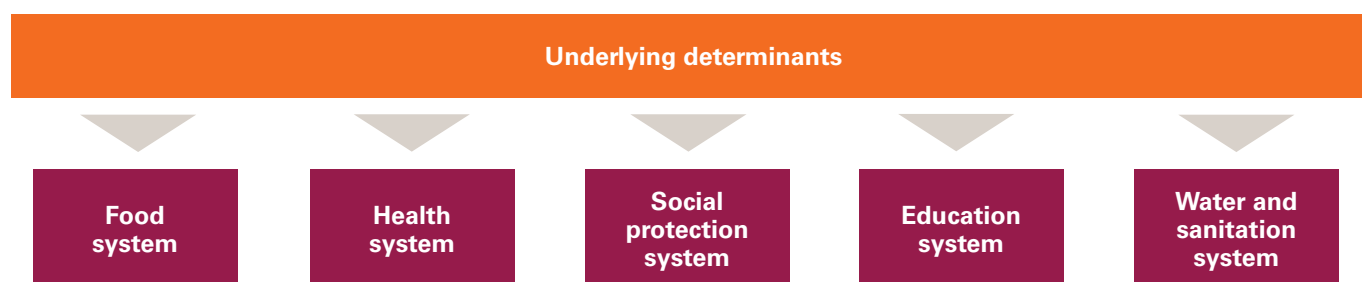 Underlying determinants
Food
system
Health
system
Social
protection
system
Education
system
Water and
sanitation
system